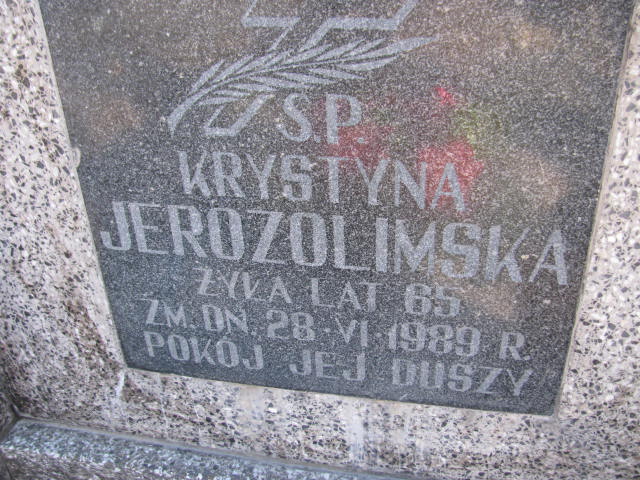 Ś.P.
KRYSTYNA
JEROZOLIMSKA
ŻYŁA LAT 65
ZM. DN. 28·VI·1989 R.
POKÓJ JEJ DUSZY